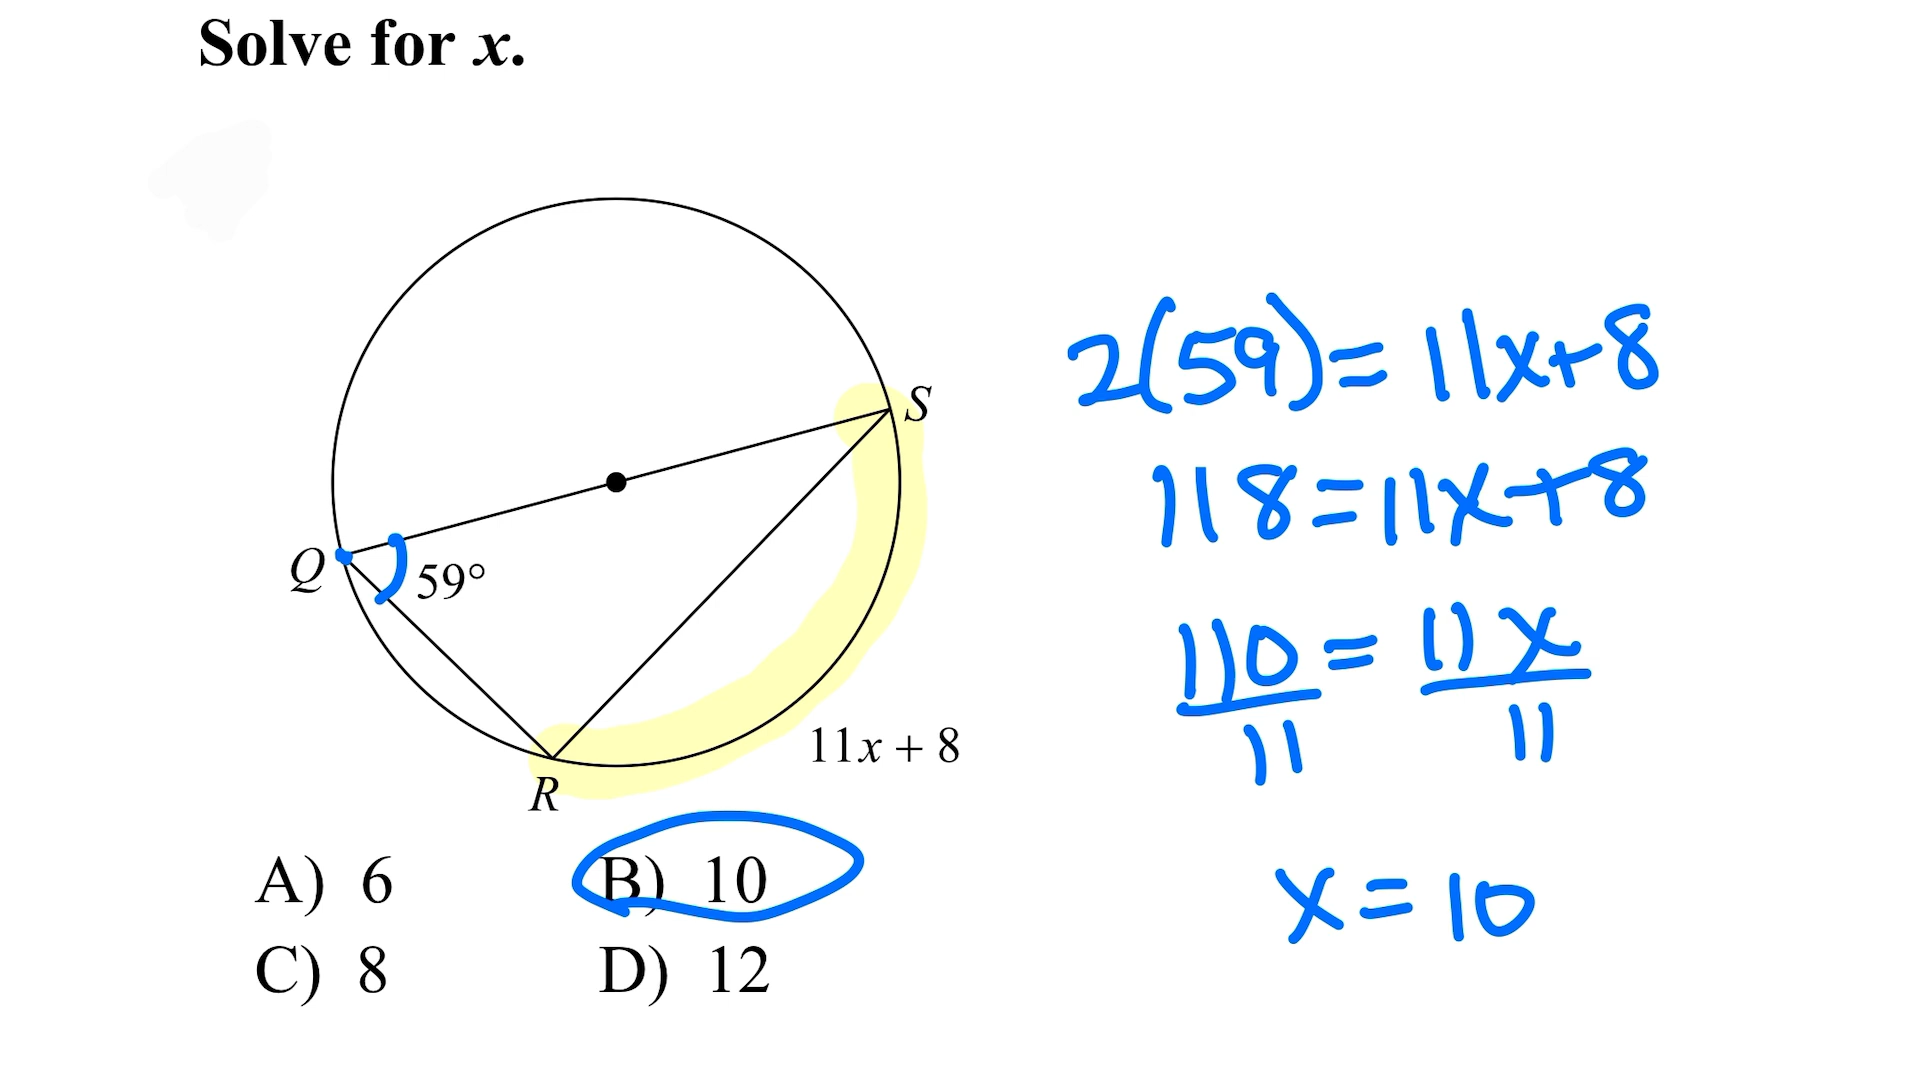 Solve for x.
S
Q
59°
R
11x + 8
A) 6
B) 10
C) 8
D) 12
2(59)= 11x+8
118=11x+8
110 = 11x
11 11
x=10